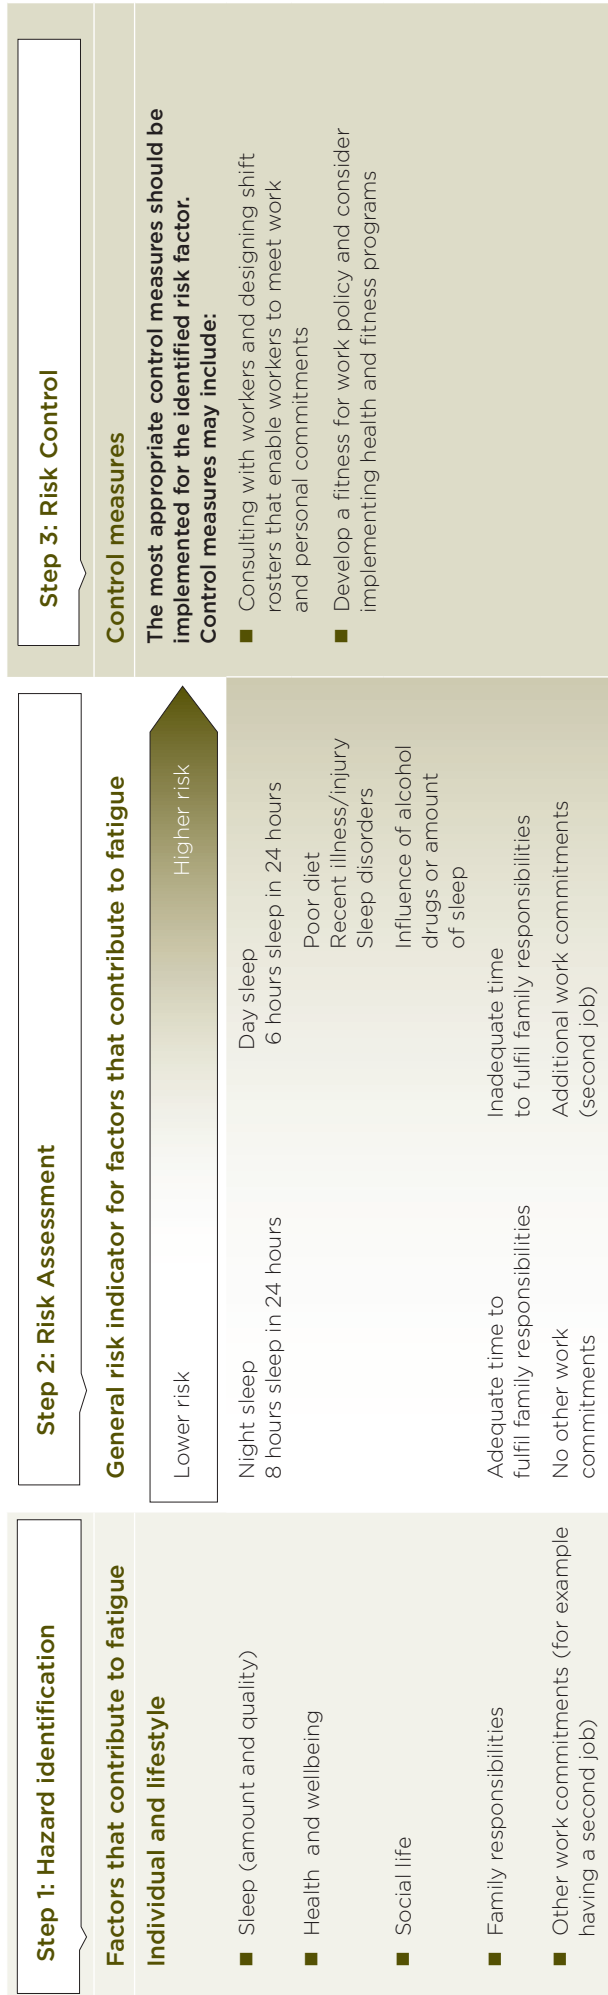 Step 1: Hazard identification
Factors that contribute to fatigue
Individual and lifestyle
■ Sleep (amount and quality)
■ Health and wellbeing
■ Social life
■ Family responsibilities
■ Other work commitments (for example
having a second job)
Step 2: Risk Assessment
General risk indicator for factors that contribute to fatigue
Lower risk
Higher risk
Night sleep
8 hours sleep in 24 hours
Day sleep
6 hours sleep in 24 hours
Poor diet
Recent illness/injury
Sleep disorders
Influence of alcohol
drugs or amount
of sleep
Adequate time to
fulfil family responsibilities
Inadequate time
to fulfil family responsibilities
No other work
commitments
Additional work commitments
(second job)
Step 3: Risk Control
Control measures
The most appropriate control measures should be
implemented for the identified risk factor.
Control measures may include:
■ Consulting with workers and designing shift
rosters that enable workers to meet work
and personal commitments
■ Develop a fitness for work policy and consider
implementing health and fitness programs